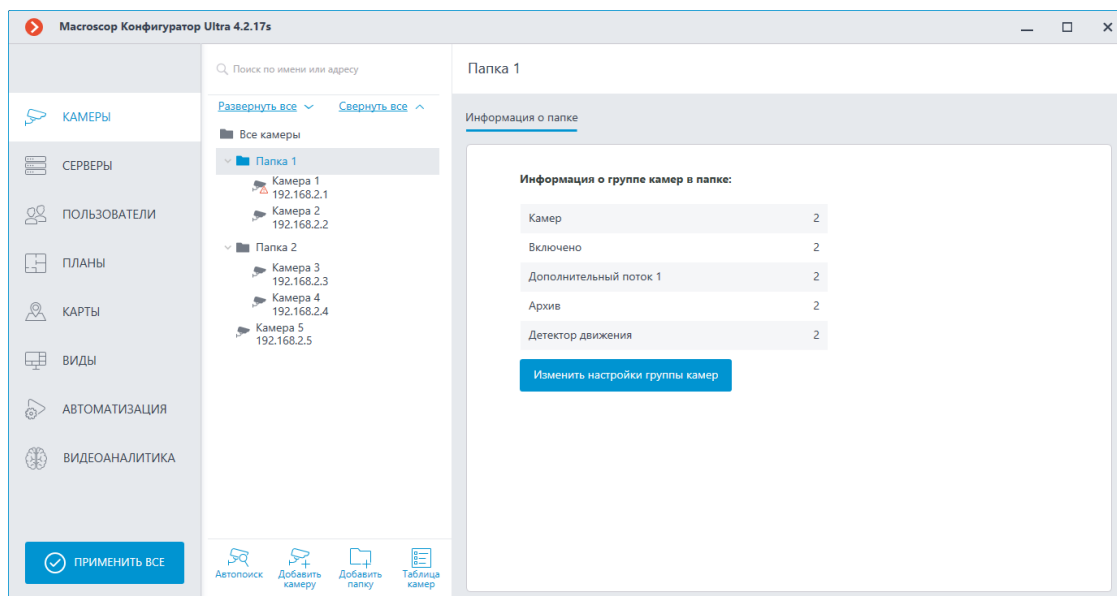 Macroscop Конфигуратор Ultra 4.2.17s
КАМЕРЫ
СЕРВЕРЫ
ПОЛЬЗОВАТЕЛИ
ПЛАНЫ
КАРТЫ
ВИДЫ
АВТОМАТИЗАЦИЯ
ВИДЕОАНАЛИТИКА
ПРИМЕНИТЬ ВСЕ
Поиск по имени или адресу
Развернуть все Свернуть все
Все камеры
Папка 1
Камера 1
192.168.2.1
Камера 2
192.168.2.2
Папка 2
Камера 3
192.168.2.3
Камера 4
192.168.2.4
Камера 5
192.168.2.5
Автопоиск
Добавить
камеру
Добавить
папку
Таблица
камер
Папка 1
Информация о папке
Информация о группе камер в папке:
Камер 2
Включено 2
Дополнительный поток 1 2
Архив 2
Детектор движения 2
Изменить настройки группы камер